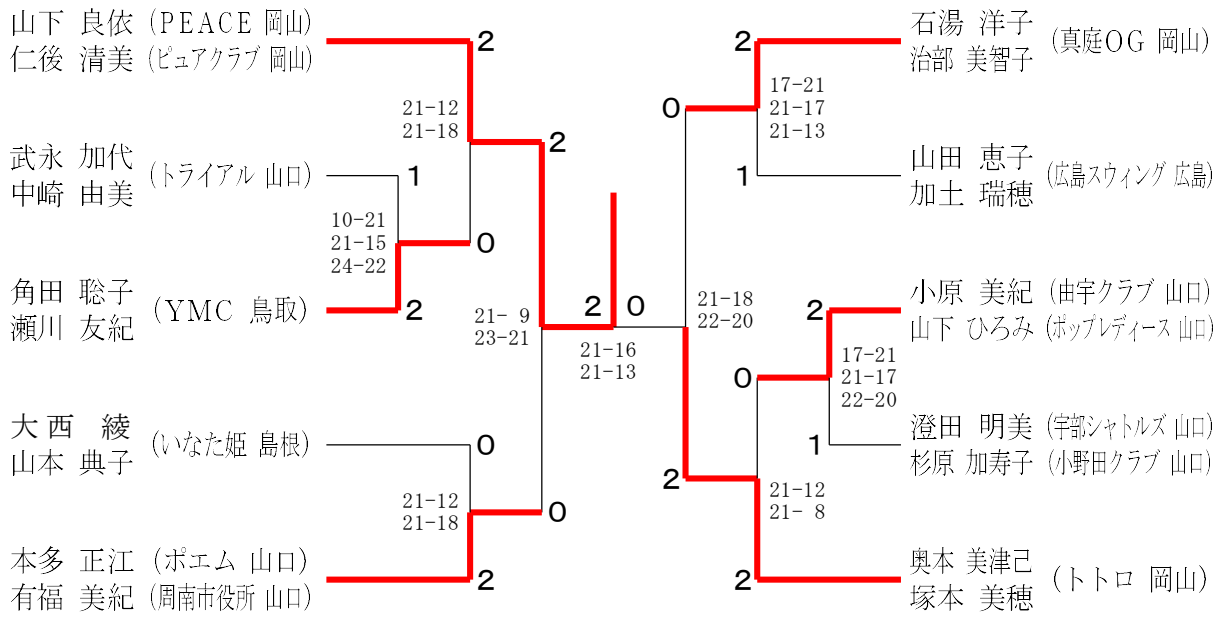 山下 良依 (PEACE 岡山)
仁後 清美 (ピュアクラブ 岡山)
2
21-12
21-18
武永 加代
中崎 由美
(トライアル 山口)
1
10-21
21-15
24-22
0
角田 聡子
瀬川 友紀
(YMC 鳥取)
2
2
21- 9
23-21
大西 綾
山本 典子
(いなた姫 島根)
0
21-12
21-18
0
本多 正江 (ポエム 山口)
有福 美紀 (周南市役所 山口)
2
2 0
21-16
21-13
石湯 洋子
治部 美智子
(真庭OG 岡山)
2
17-21
21-17
21-13
0
山田 恵子
加土 瑞穂
(広島スウィング 広島)
1
21-18
22-20
小原 美紀 (由宇クラブ 山口)
山下 ひろみ (ポップレディース 山口)
2
17-21
21-17
22-20
0
澄田 明美 (宇部シャトルズ 山口)
杉原 加寿子 (小野田クラブ 山口)
1
2
21-12
21- 8
奥本 美津己
塚本 美穂
(トトロ 岡山)
2